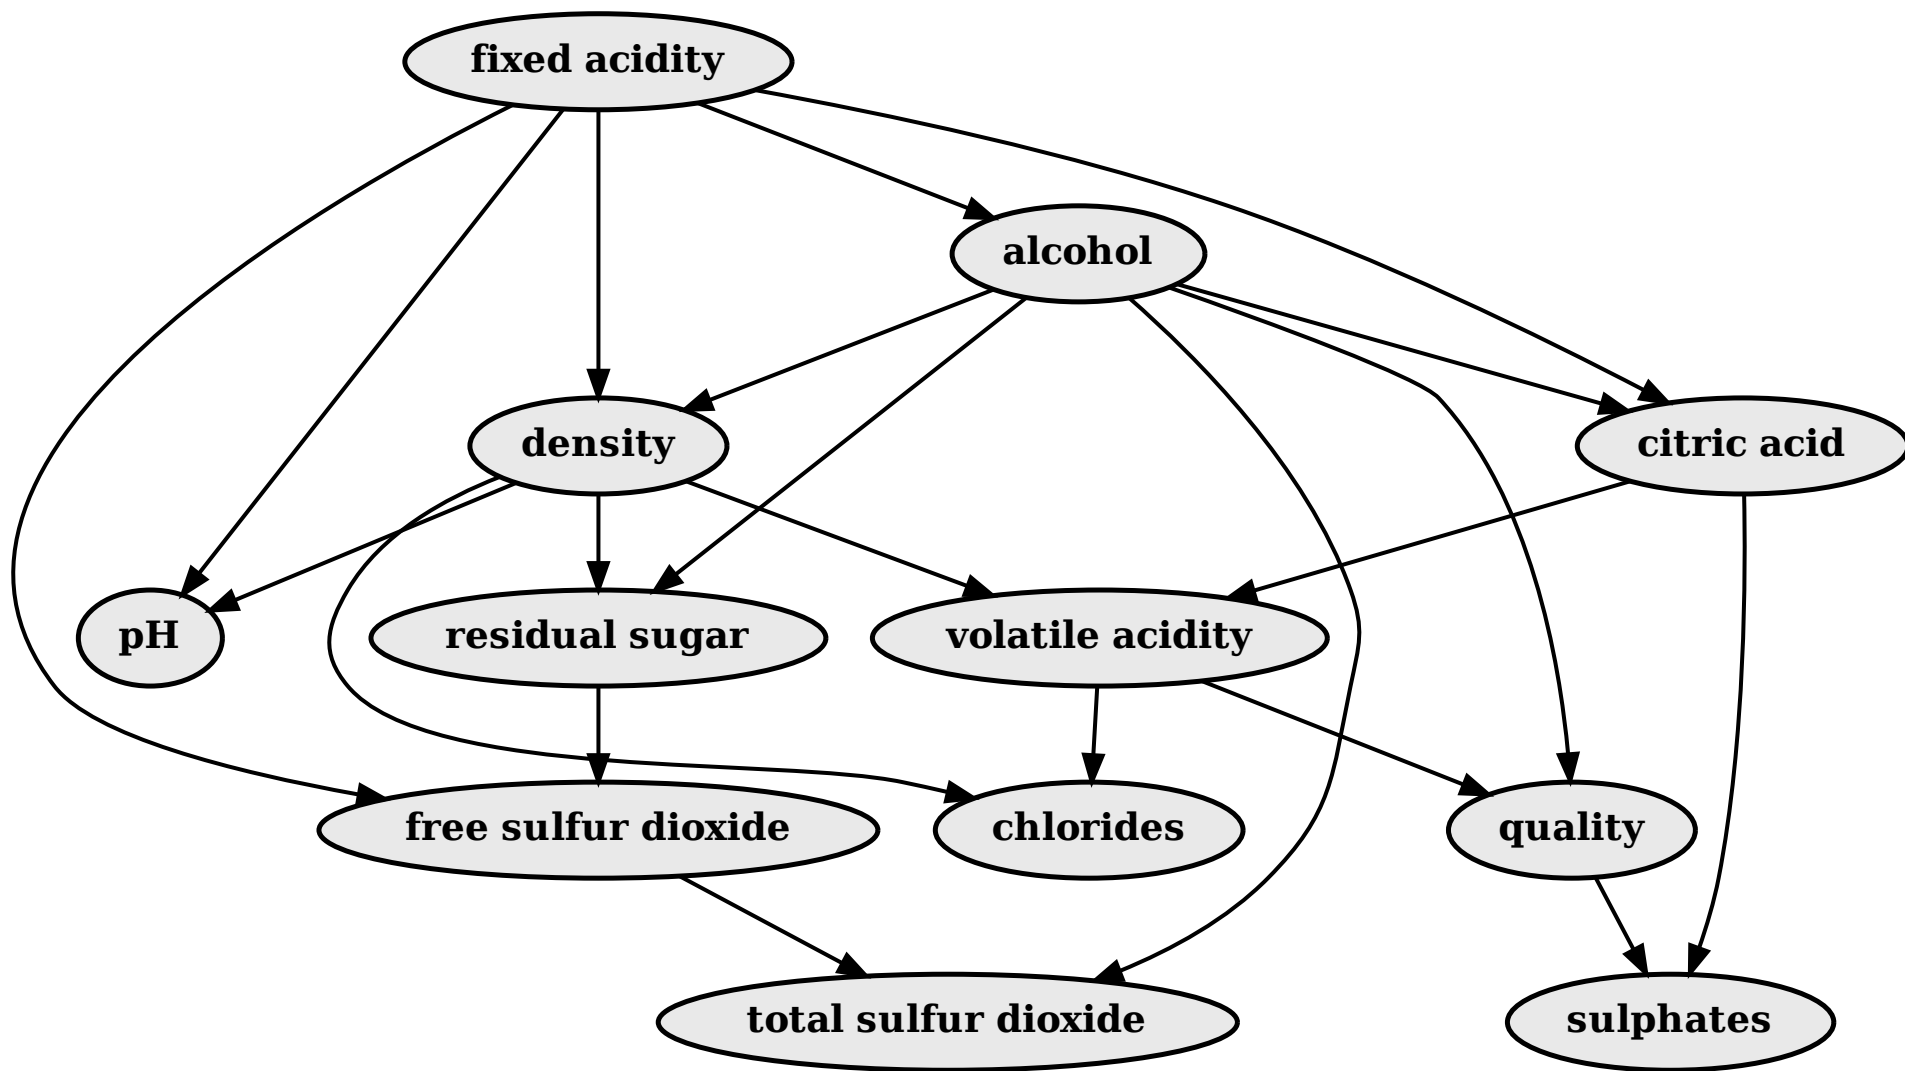 fixed acidity
alcohol
density
citric acid
pH
residual sugar
volatile acidity
free sulfur dioxide
chlorides
quality
total sulfur dioxide
sulphates